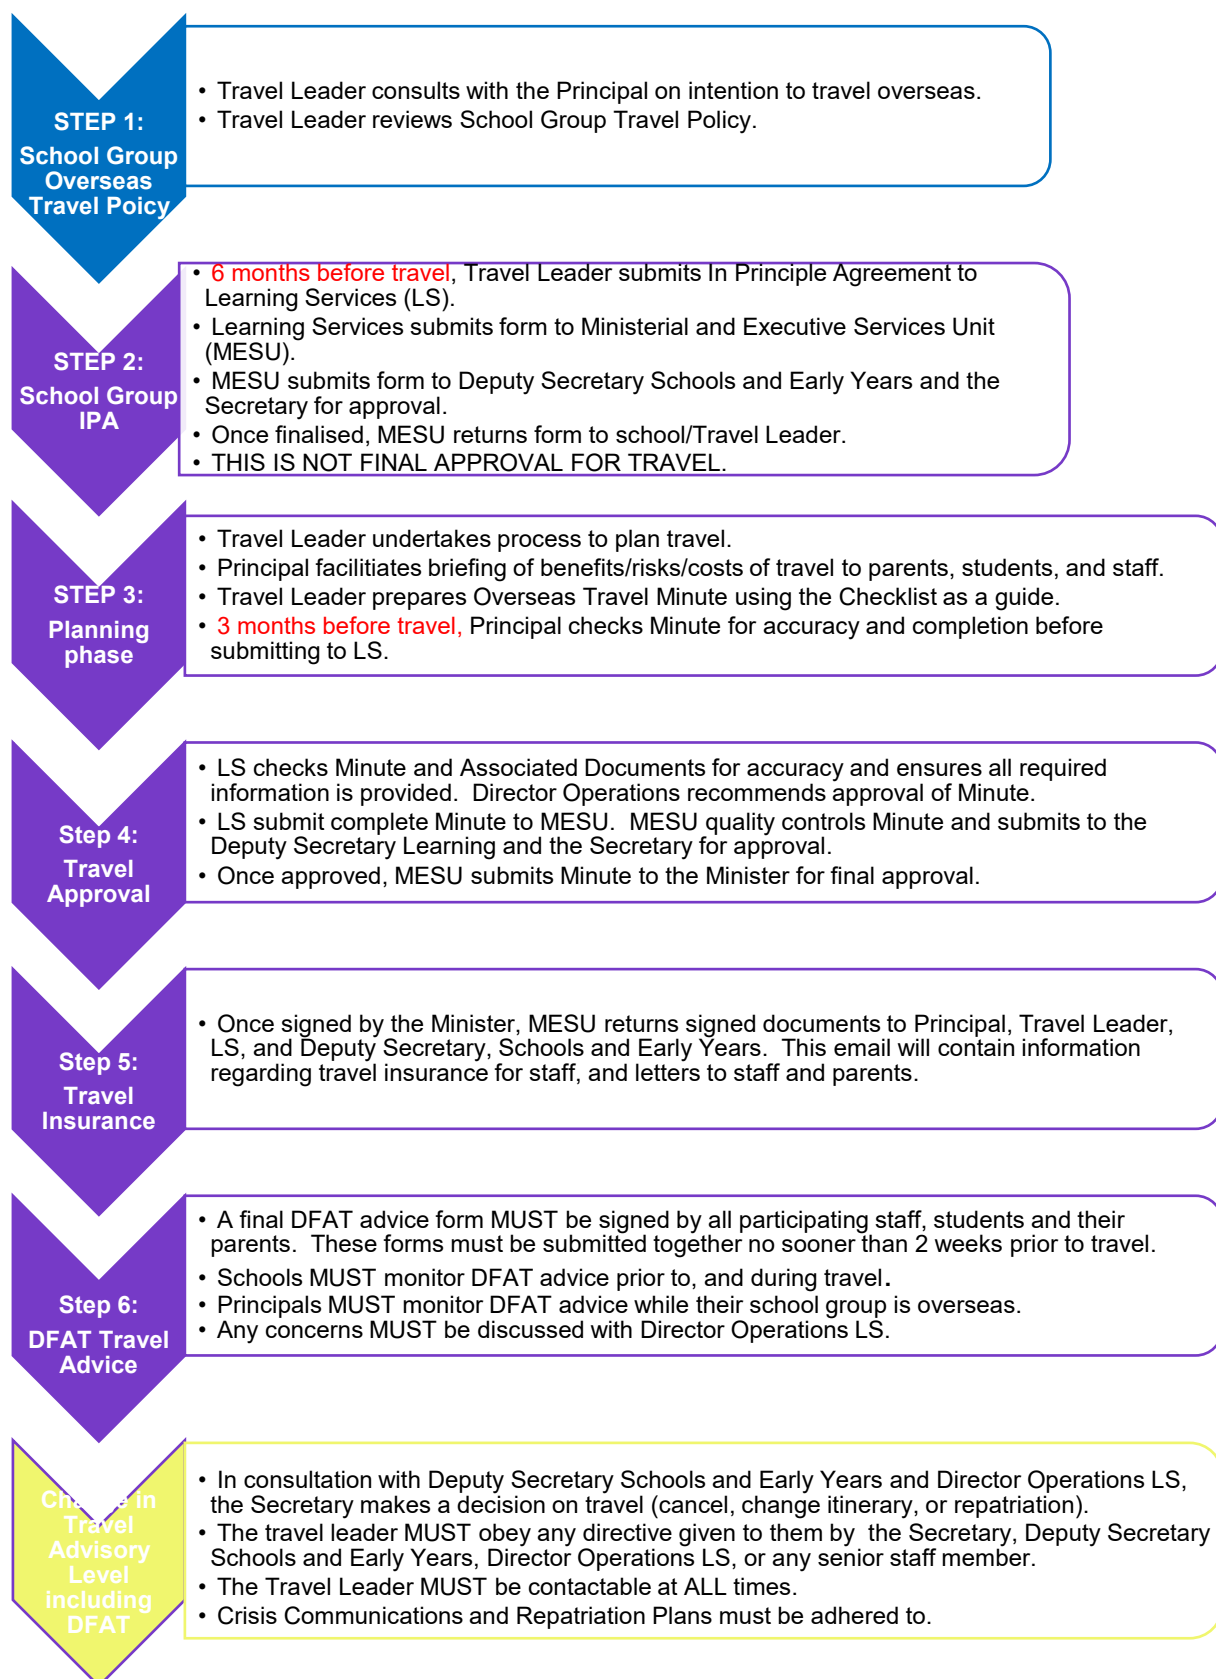 STEP 1:
School Group
Overseas
Travel Poicy
• Travel Leader consults with the Principal on intention to travel overseas.
• Travel Leader reviews School Group Travel Policy.
STEP 2:
School Group
IPA
• 6 months before travel, Travel Leader submits In Principle Agreement to
Learning Services (LS).
• Learning Services submits form to Ministerial and Executive Services Unit
(MESU).
• MESU submits form to Deputy Secretary Schools and Early Years and the
Secretary for approval.
• Once finalised, MESU returns form to school/Travel Leader.
• THIS IS NOT FINAL APPROVAL FOR TRAVEL.
STEP 3:
Planning
phase
• Travel Leader undertakes process to plan travel.
• Principal facilitiates briefing of benefits/risks/costs of travel to parents, students, and staff.
• Travel Leader prepares Overseas Travel Minute using the Checklist as a guide.
• 3 months before travel, Principal checks Minute for accuracy and completion before
submitting to LS.
Step 4:
Travel
Approval
• LS checks Minute and Associated Documents for accuracy and ensures all required
information is provided.  Director Operations recommends approval of Minute.
• LS submit complete Minute to MESU.  MESU quality controls Minute and submits to the
Deputy Secretary Learning and the Secretary for approval.
• Once approved, MESU submits Minute to the Minister for final approval.
Step 5:
Travel
Insurance
• Once signed by the Minister, MESU returns signed documents to Principal, Travel Leader,
LS, and Deputy Secretary, Schools and Early Years.  This email will contain information
regarding travel insurance for staff, and letters to staff and parents.
Step 6:
DFAT Travel
Advice
• A final DFAT advice form MUST be signed by all participating staff, students and their
parents.  These forms must be submitted together no sooner than 2 weeks prior to travel.
• Schools MUST monitor DFAT advice prior to, and during travel.
• Principals MUST monitor DFAT advice while their school group is overseas.
• Any concerns MUST be discussed with Director Operations LS.
Change in
Travel
Advisory
Level
including
DFAT
• In consultation with Deputy Secretary Schools and Early Years and Director Operations LS,
the Secretary makes a decision on travel (cancel, change itinerary, or repatriation).
• The travel leader MUST obey any directive given to them by  the Secretary, Deputy Secretary
Schools and Early Years, Director Operations LS, or any senior staff member.
• The Travel Leader MUST be contactable at ALL times.
• Crisis Communications and Repatriation Plans must be adhered to.